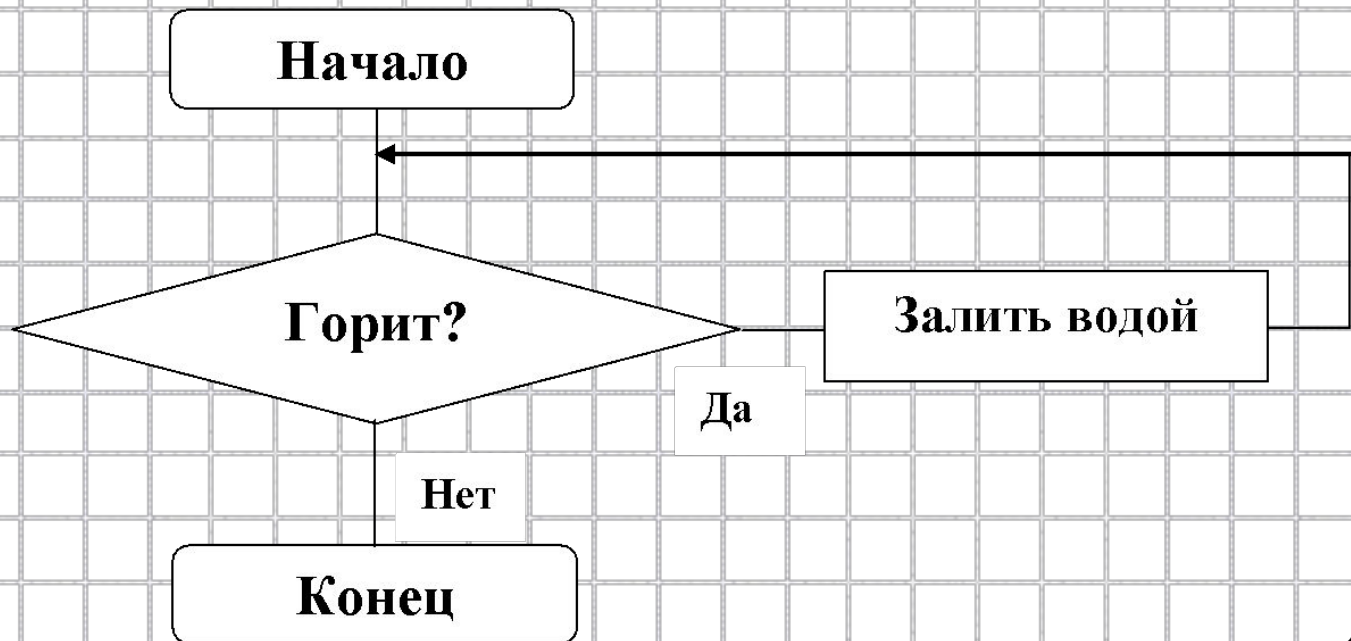 Начало
Горит?
Залить водой
Да
Нет
Конец